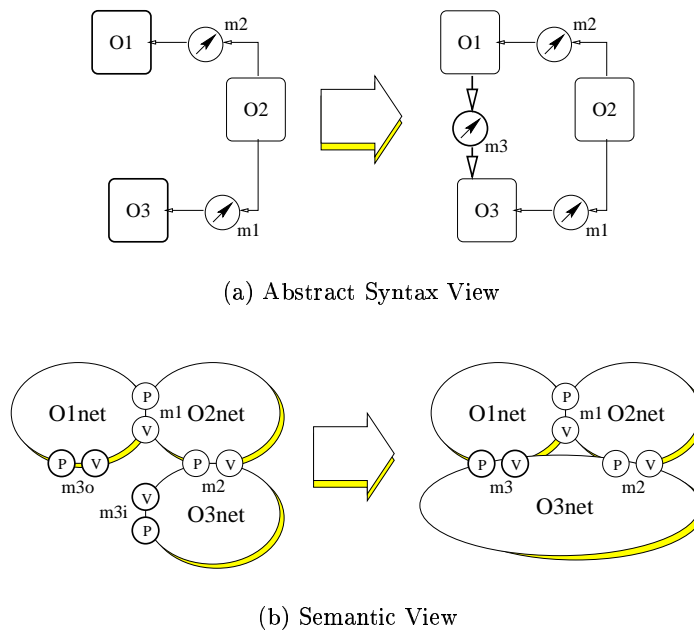 m2
O1
O2
O3
m1
m2
O1
O2
m3
O3
m1
(a) Abstract Syntax View
P
O1net
m1
O2net
V
P
V
P
V
m3o
m2
V
m3i
O3net
P
P
O1net
m1
O2net
V
P
V
P
V
m3
m2
O3net
(b) Semantic View